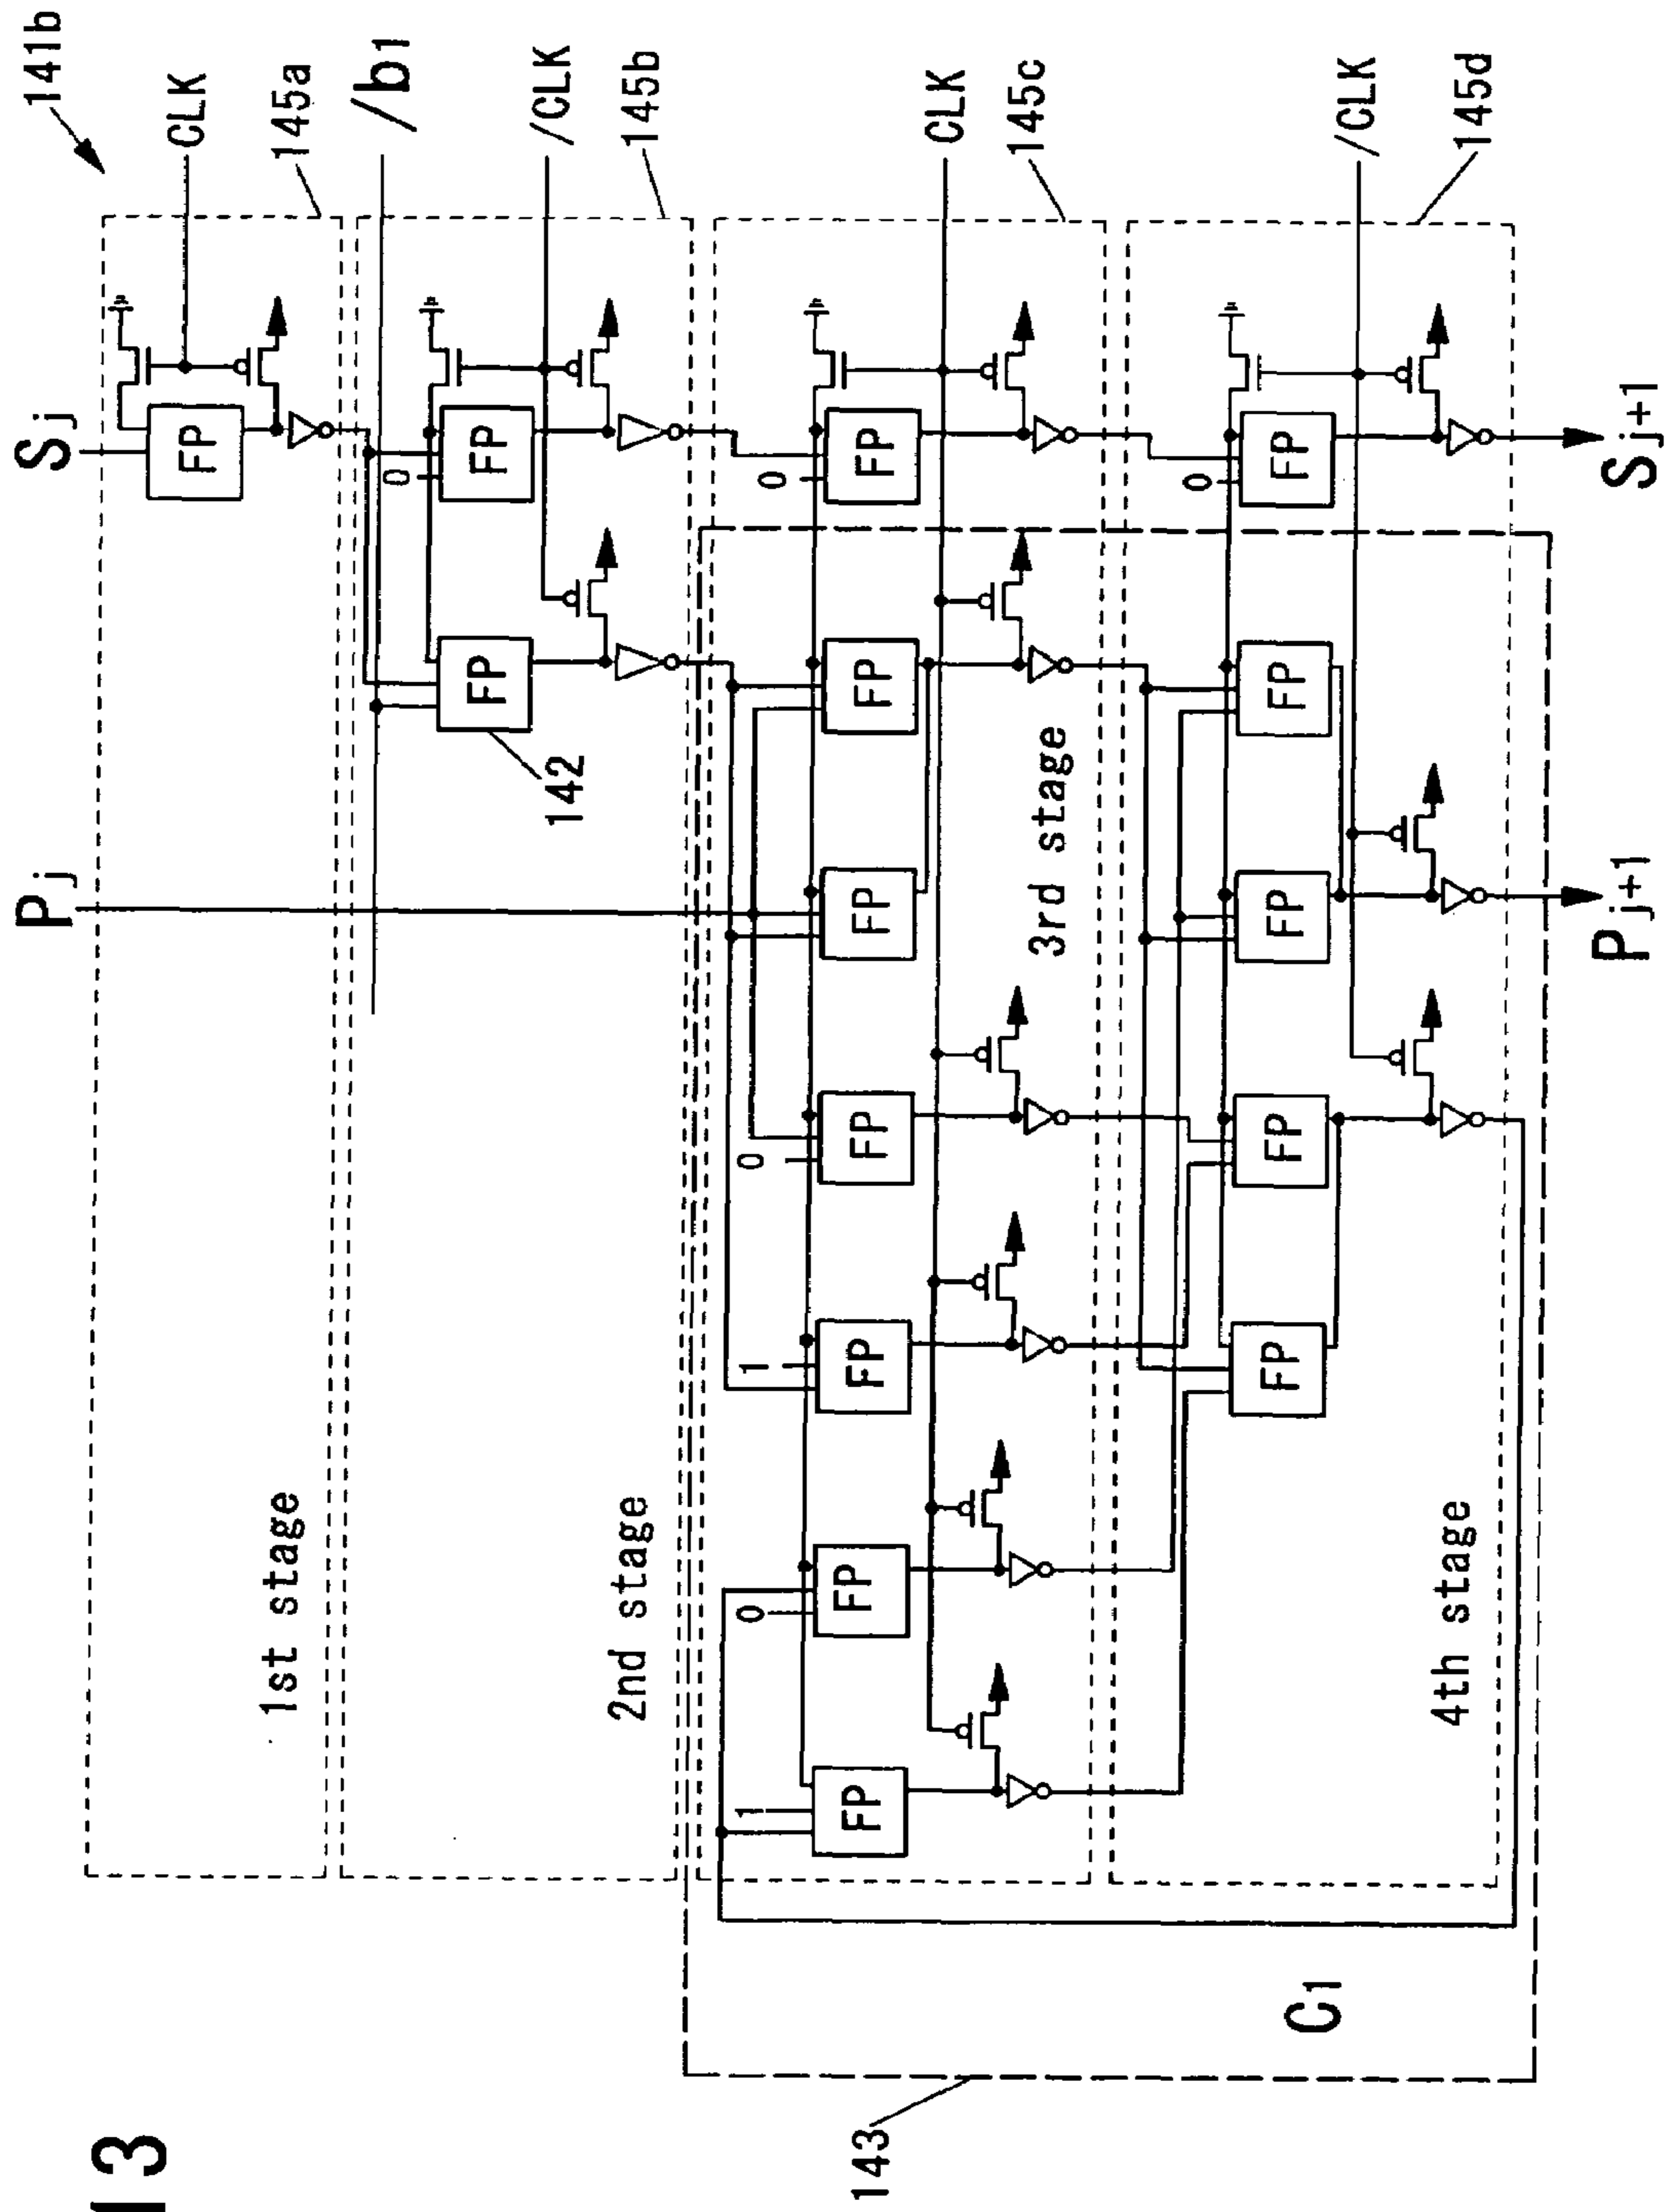 13
141b
Sj
Pj
CLK
145a
/b1
/CLK
145b
CLK
145c
/CLK
145d
FP
1st stage
0
FP
FP
142
2nd stage
0
FP
FP
FP
0
FP
1
FP
0
FP
1
FP
3rd stage
0
FP
FP
FP
FP
FP
4th stage
C1
143
Sj+1
Pj+1